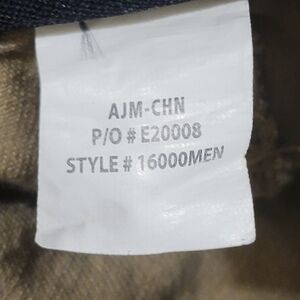 AJM-CHN
P/O # E20008
STYLE # 16000MEN